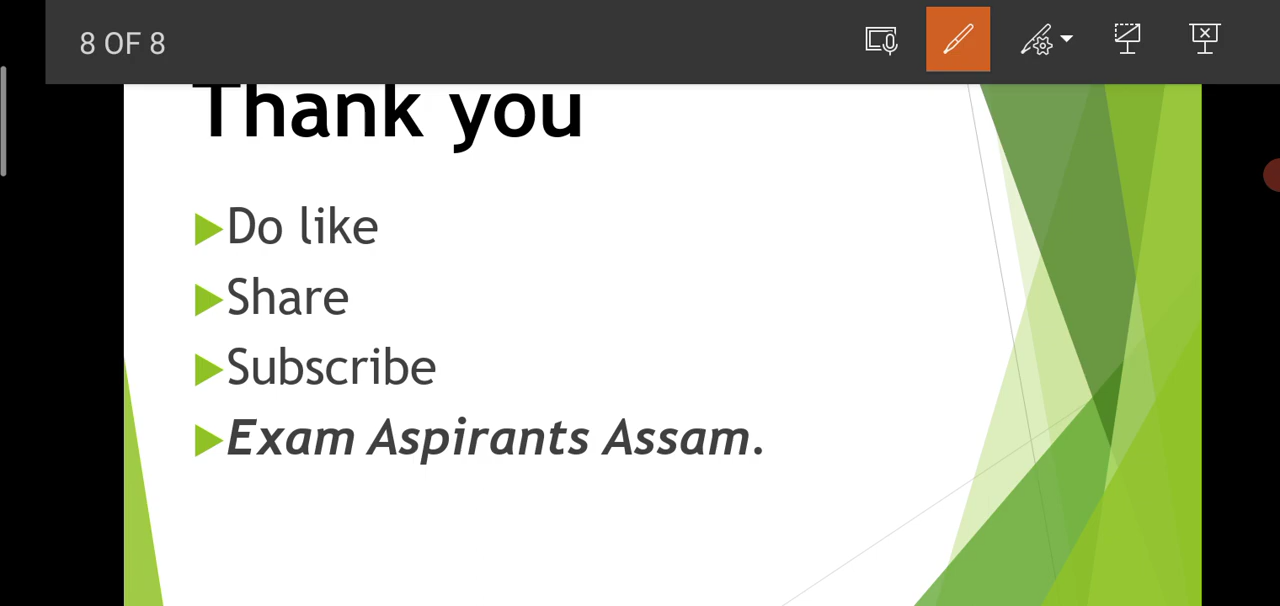 8 OF 8
Thank you
Do like
Share
Subscribe
Exam Aspirants Assam.